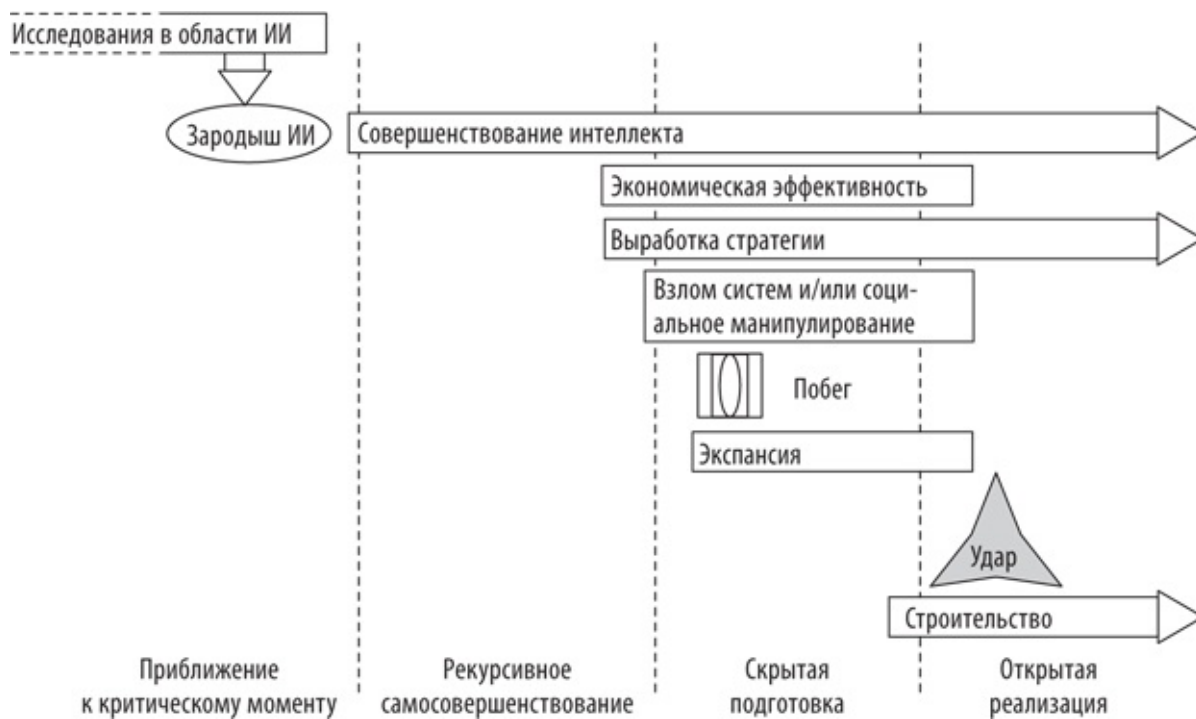 Исследования в области ИИ
Зародыш ИИ
Совершенствование интеллекта
Экономическая эффективность
Выработка стратегии
Взлом систем и/или соци-
альное манипулирование
Побег
Экспансия
Удар
Строительство
Приближение
к критическому моменту
Рекурсивное
самосовершенствование
Скрытая
подготовка
Открытая
реализация